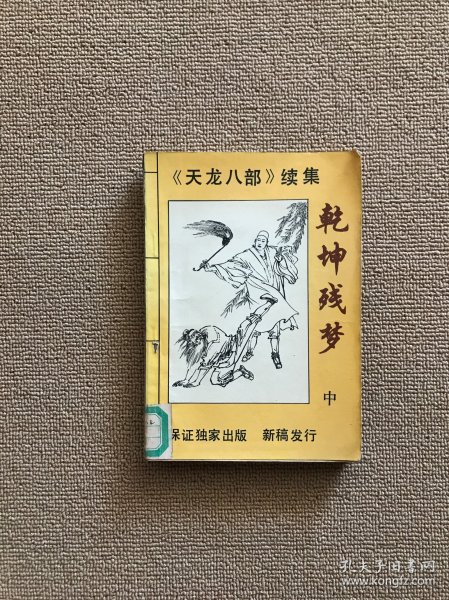 《天龙八部》续集
乾坤残梦
中
保证独家出版 新稿发行
孔夫子旧书网
www.kongfz.com